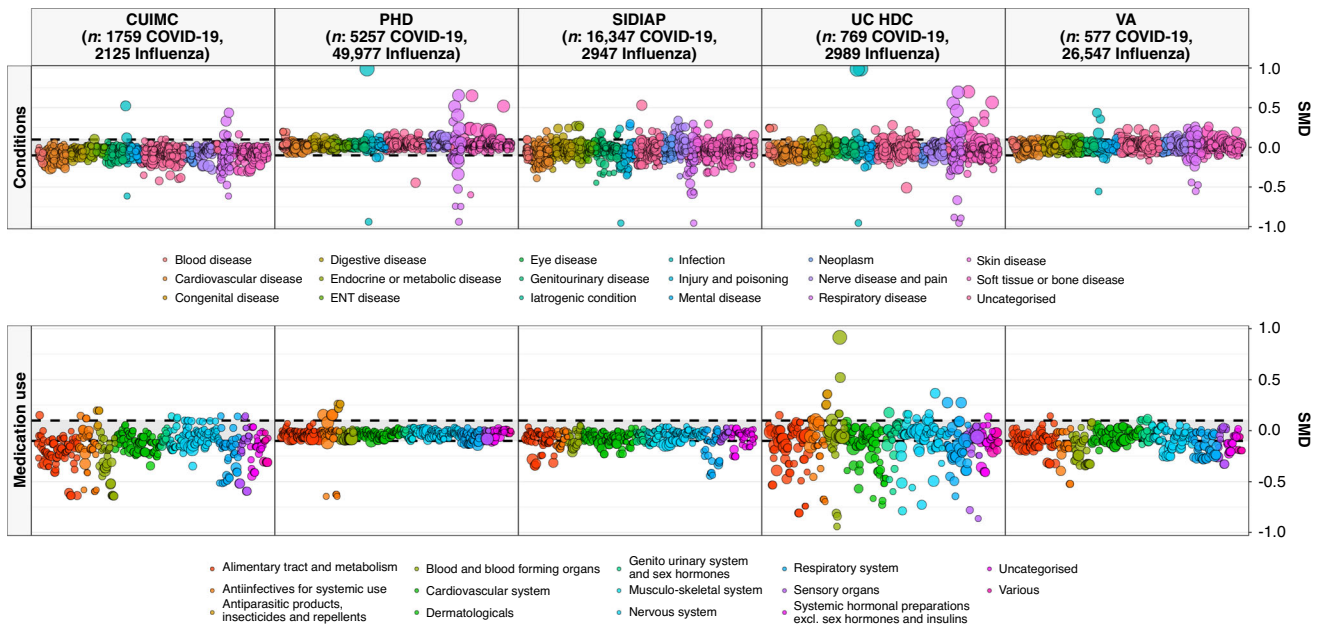 CUIMC
(n: 1759 COVID-19,
2125 Influenza)
PHD
(n: 5257 COVID-19,
49,977 Influenza)
SIDIAP
(n: 16,347 COVID-19,
2947 Influenza)
UC HDC
(n: 769 COVID-19,
2989 Influenza)
VA
(n: 577 COVID-19,
26,547 Influenza)
Conditions
1.0
0.5
0.0
-0.5
-1.0
SMD
Blood disease
Cardiovascular disease
Congenital disease
Digestive disease
Endocrine or metabolic disease
ENT disease
Eye disease
Genitourinary disease
Iatrogenic condition
Infection
Injury and poisoning
Mental disease
Neoplasm
Nerve disease and pain
Respiratory disease
Skin disease
Soft tissue or bone disease
Uncategorised
Medication use
1.0
0.5
0.0
-0.5
-1.0
SMD
Alimentary tract and metabolism
Antiinfectives for systemic use
Antiparasitic products,
insecticides and repellents
Blood and blood forming organs
Cardiovascular system
Dermatologicals
Genito urinary system
and sex hormones
Musculo-skeletal system
Nervous system
Respiratory system
Sensory organs
Systemic hormonal preparations
excl. sex hormones and insulins
Uncategorised
Various